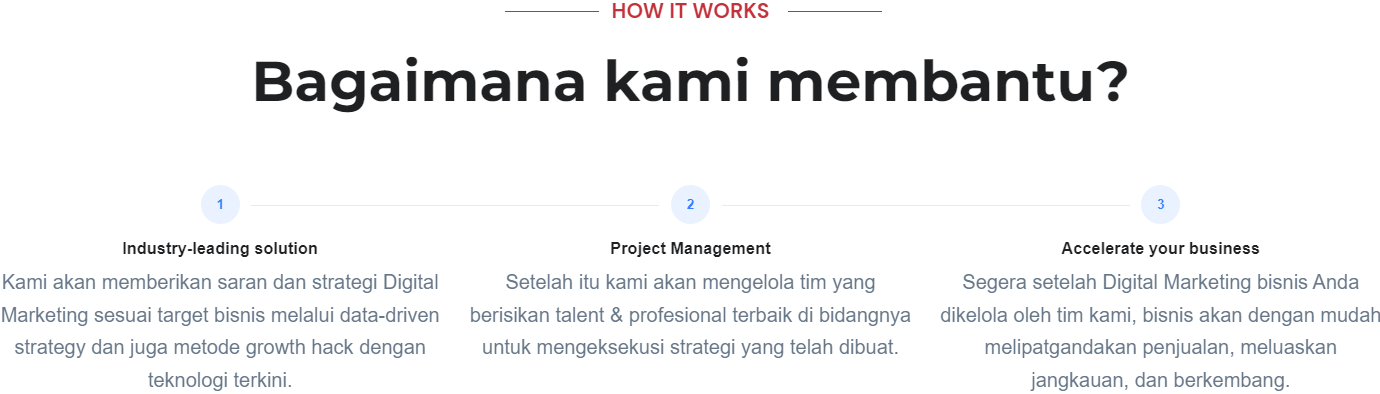 HOW IT WORKS
Bagaimana kami membantu?
1
Industry-leading solution
Kami akan memberikan saran dan strategi Digital
Marketing sesuai target bisnis melalui data-driven
strategy dan juga metode growth hack dengan
teknologi terkini.
2
Project Management
Setelah itu kami akan mengelola tim yang
berisikan talent & profesional terbaik di bidangnya
untuk mengeksekusi strategi yang telah dibuat.
3
Accelerate your business
Segera setelah Digital Marketing bisnis Anda
dikelola oleh tim kami, bisnis akan dengan mudah
melipatgandakan penjualan, meluaskan
jangkauan, dan berkembang.